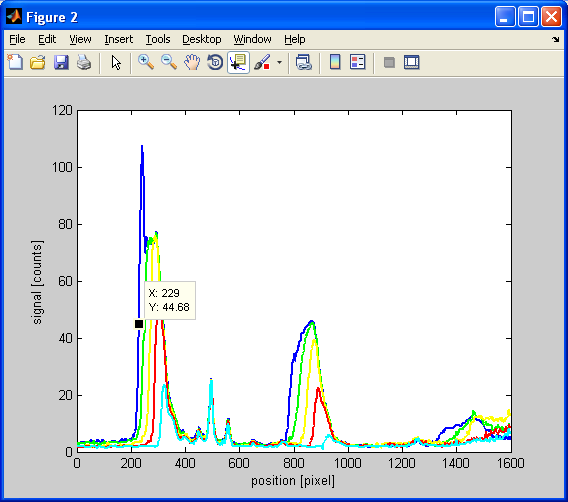 Figure 2
File Edit View Insert Tools Desktop Window Help
120
100
80
60
40
20
0
signal [counts]
X: 229
Y: 44.68
0 200 400 600 800 1000 1200 1400 1600
position [pixel]